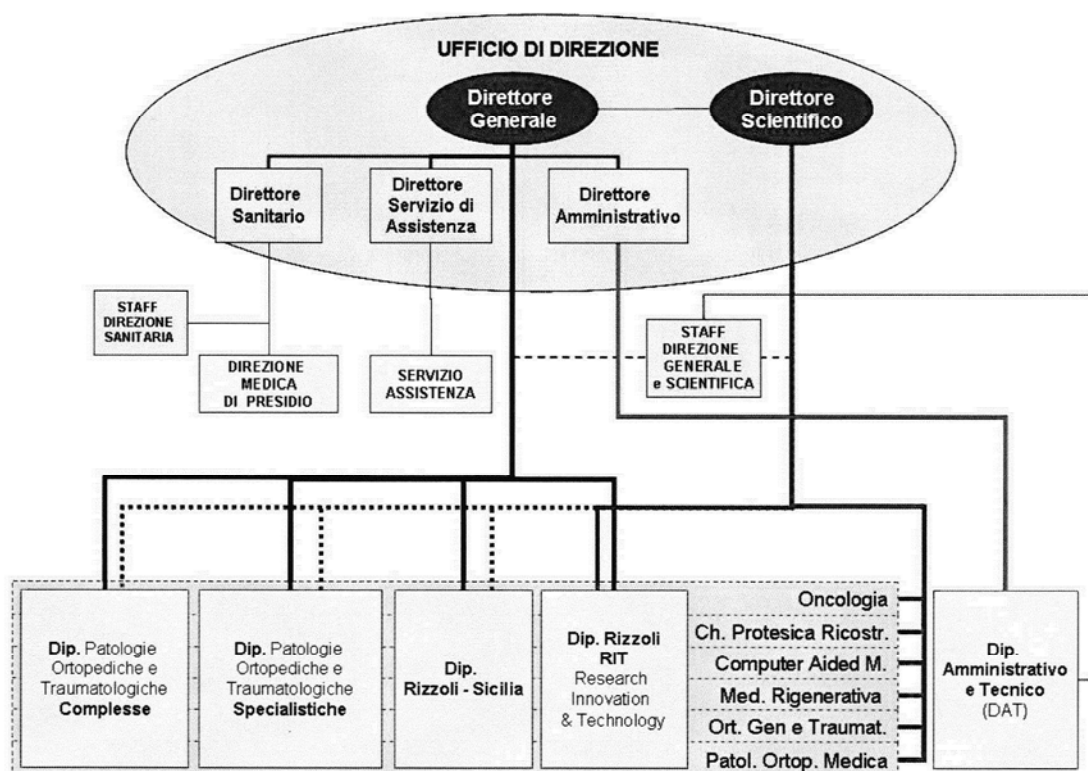 UFFICIO DI DIREZIONE
Direttore
Generale
Direttore
Scientifico
Direttore
Sanitario
Direttore
Servizio di
Assistenza
Direttore
Amministrativo
STAFF
DIREZIONE
SANITARIA
DIREZIONE
MEDICA
DI PRESIDIO
SERVIZIO
ASSISTENZA
STAFF
DIREZIONE
GENERALE
e SCIENTIFICA
Dip. Patologie
Ortopediche e
Traumatologiche
Complesse
Dip. Patologie
Ortopediche e
Traumatologiche
Specialistiche
Dip.
Rizzoli - Sicilia
Dip. Rizzoli
RIT
Research
Innovation
& Technology
Oncologia
Ch. Protesica Ricostr.
Computer Aided M.
Med. Rigenerativa
Ort. Gen e Traumat.
Patol. Ortop. Medica
Dip.
Amministrativo
e Tecnico
(DAT)